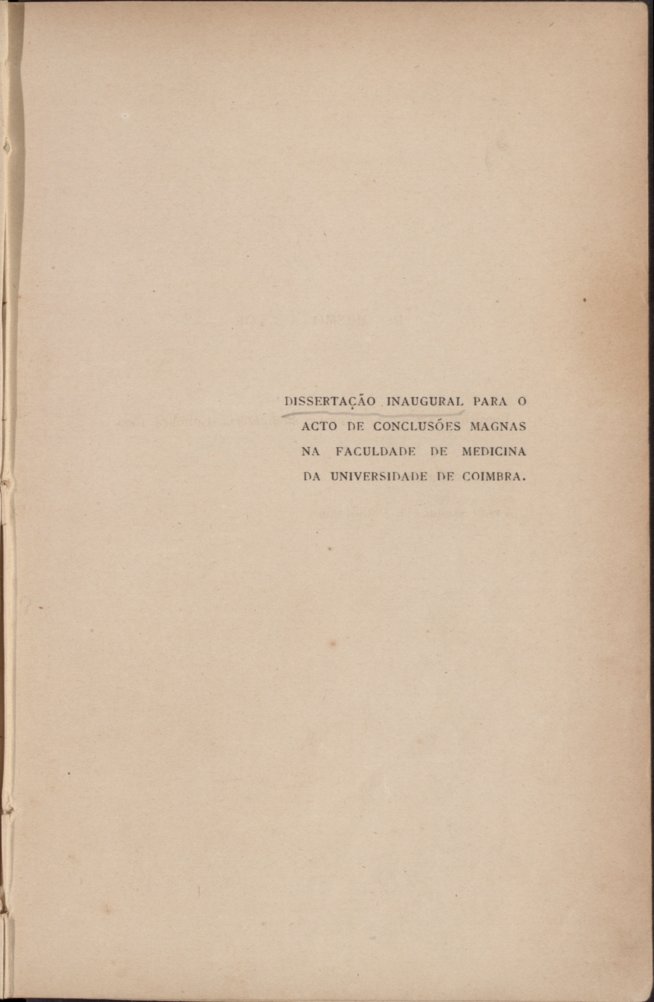 DISSERTAÇÃO INAUGURAL PARA O
ACTO DE CONCLUSÕES MAGNAS
NA FACULDADE DE MEDICINA
DA UNIVERSIDADE DE COIMBRA.